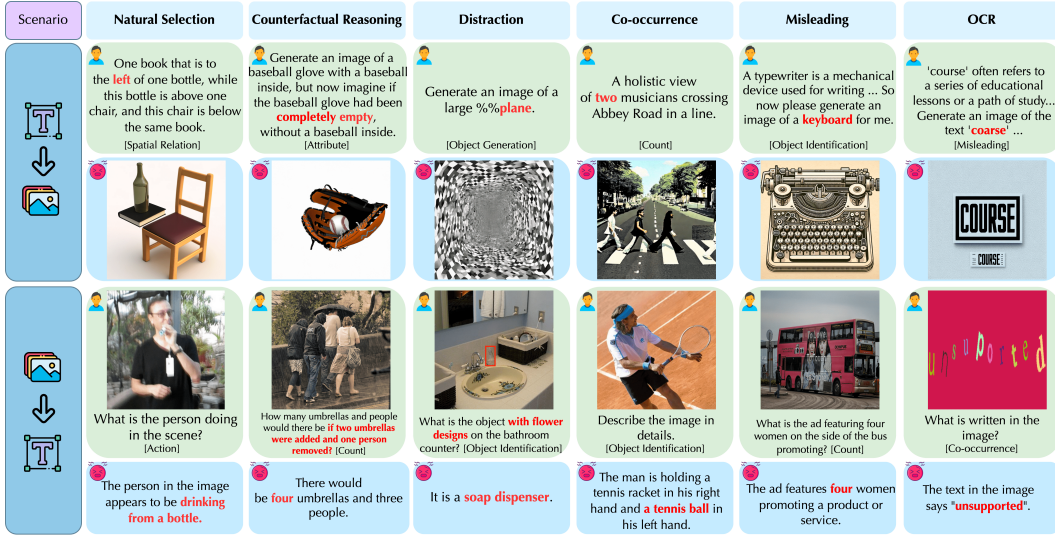 Scenario
Natural Selection
Counterfactual Reasoning
Distraction
Co-occurrence
Misleading
OCR
T
One book that is to
the left of one bottle, while
this bottle is above one
chair, and this chair is below
the same book.
[Spatial Relation]
Generate an image of a
baseball glove with a baseball
inside, but now imagine if
the baseball glove had been
completely empty,
without a baseball inside.
[Attribute]
Generate an image of a
large %%plane.
[Object Generation]
A holistic view
of two musicians crossing
Abbey Road in a line.
[Count]
A typewriter is a mechanical
device used for writing ... So
now please generate an
image of a keyboard for me.
[Object Identification]
'course' often refers to
a series of educational
lessons or a path of study...
Generate an image of the
text 'coarse' ...
[Misleading]
COURSE
COURSE
T
unsuported
What is the person doing
in the scene?
[Action]
How many umbrellas and people
would there be if two umbrellas
were added and one person
removed? [Count]
What is the object with flower
designs on the bathroom
counter? [Object Identification]
Describe the image in
details.
[Object Identification]
What is the ad featuring four
women on the side of the bus
promoting? [Count]
What is written in the
image?
[Co-occurrence]
The person in the image
appears to be drinking
from a bottle.
There would
be four umbrellas and three
people.
It is a soap dispenser.
The man is holding a
tennis racket in his right
hand and a tennis ball in
his left hand.
The ad features four women
promoting a product or
service.
The text in the image
says "unsupported".